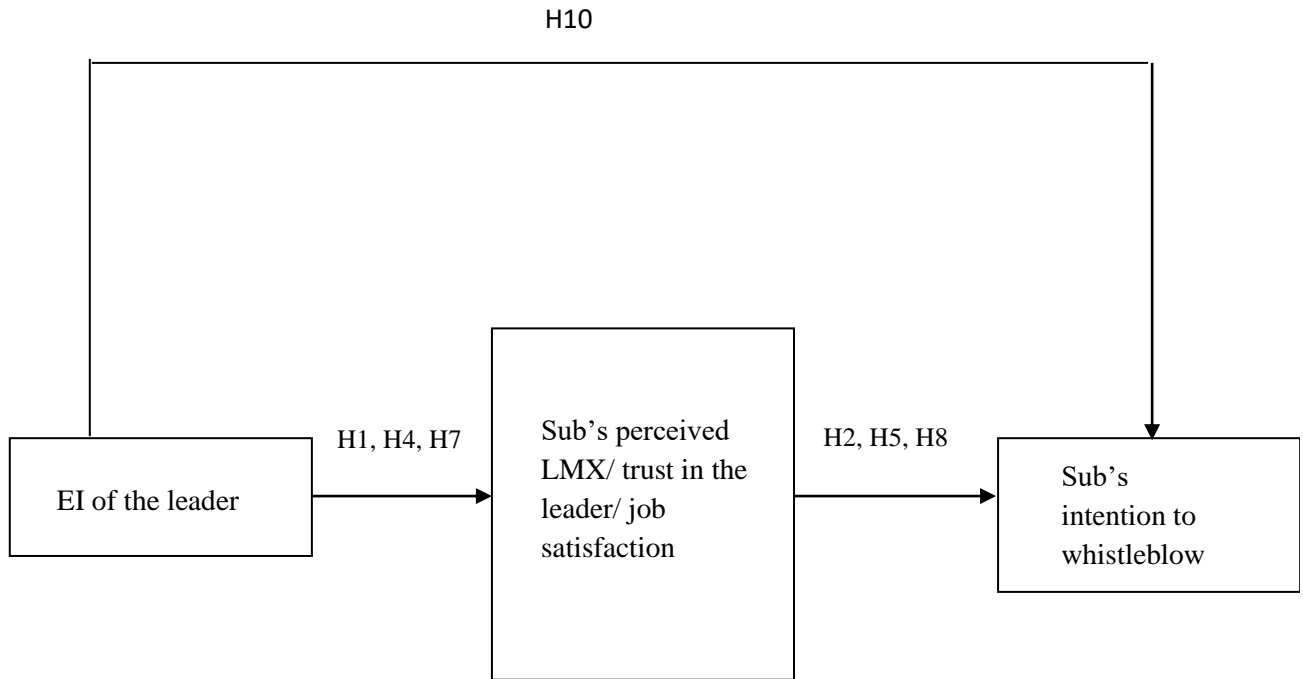 H10
EI of the leader
H1, H4, H7
Sub's perceived
LMX/ trust in the
leader/ job
satisfaction
H2, H5, H8
Sub's
intention to
whistleblow